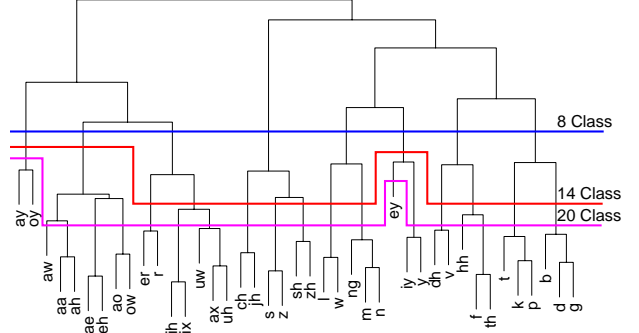 8 Class
14 Class
20 Class
ay
oy
aw
aa
ah
ae
eh
ao
ow
er
r
ih
ix
uw
ax
uh
ch
jh
s
z
sh
zh
l
w
ng
m
n
ey
iy
y
dh
v
hh
f
th
t
k
p
b
d
g